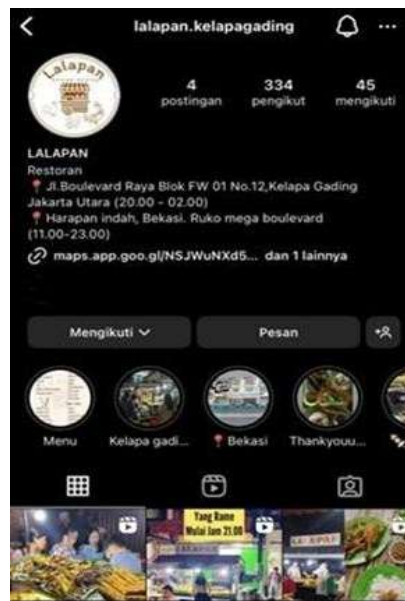 lalapan.kelapagading
Lalapan
4 334 45
postingan pengikut mengikuti
LALAPAN
Restoran
Jl.Boulevard Raya Blok FW 01 No.12,Kelapa Gading
Jakarta Utara (20.00 - 02.00)
Harapan indah, Bekasi. Ruko mega boulevard
(11.00-23.00)
maps.app.goo.gl/NSJWuNXd5... dan 1 lainnya
Mengikuti Pesan
Menu Kelapa gadi... Bekasi Thankyouu...
Yang Rame
Mulai Jam 21.00